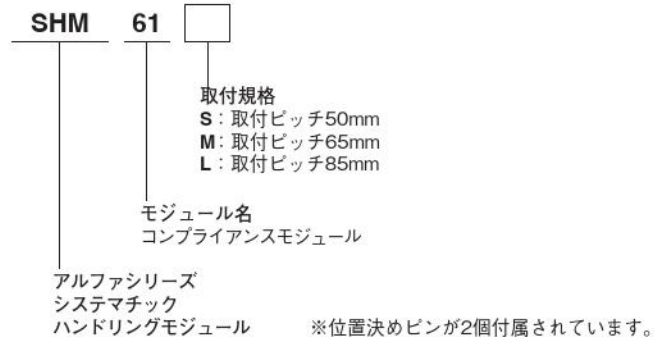 SHM 61
取付規格
S：取付ピッチ50mm
M：取付ピッチ65mm
L：取付ピッチ85mm
モジュール名
コンプライアンスモジュール
アルファシリーズ
システマチック
ハンドリングモジュール ※位置決めピンが2個付属されています。